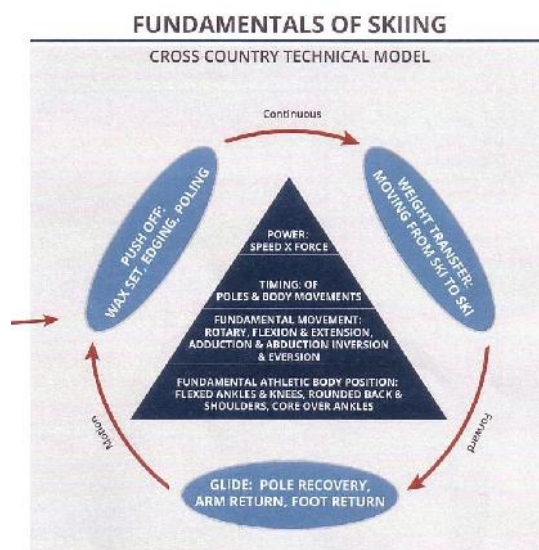 FUNDAMENTALS OF SKIING
CROSS COUNTRY TECHNICAL MODEL
Continuous
PUSH OFF:
WAX SET, EDGING, POLING
WEIGHT TRANSFER:
MOVING FROM SKI TO SKI
POWER:
SPEED X FORCE
TIMING: OF
POLES & BODY MOVEMENTS
FUNDAMENTAL MOVEMENT:
ROTARY, FLEXION & EXTENSION,
ADDUCTION & ABDUCTION INVERSION
& EVERSION
FUNDAMENTAL ATHLETIC BODY POSITION:
FLEXED ANKLES & KNEES, ROUNDED BACK &
SHOULDERS, CORE OVER ANKLES
Motion
Forward
GLIDE: POLE RECOVERY,
ARM RETURN, FOOT RETURN